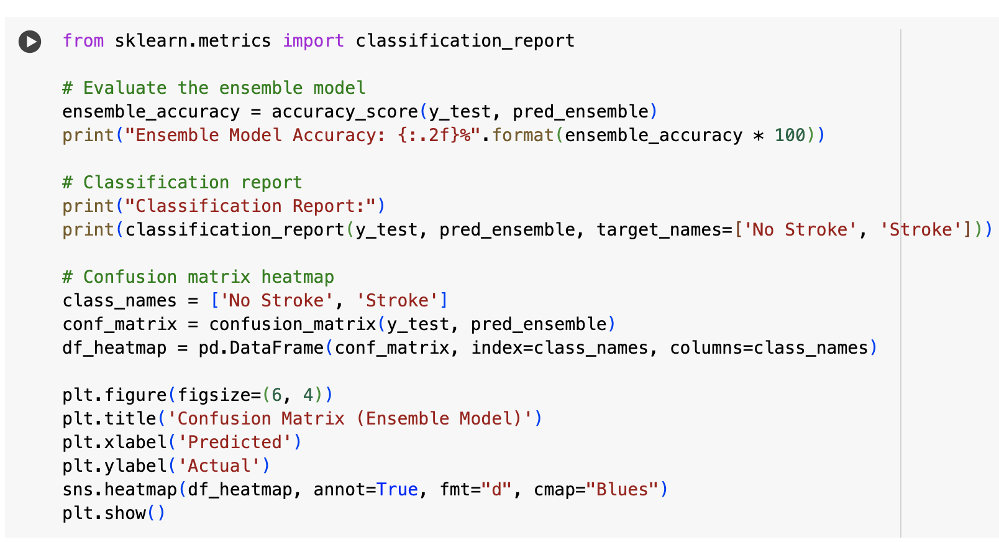 from sklearn.metrics import classification_report
# Evaluate the ensemble model
ensemble_accuracy = accuracy_score(y_test, pred_ensemble)
print("Ensemble Model Accuracy: {:.2f}%".format(ensemble_accuracy * 100))
# Classification report
print("Classification Report:")
print(classification_report(y_test, pred_ensemble, target_names=['No Stroke', 'Stroke']))
# Confusion matrix heatmap
class_names = ['No Stroke', 'Stroke']
conf_matrix = confusion_matrix(y_test, pred_ensemble)
df_heatmap = pd.DataFrame(conf_matrix, index=class_names, columns=class_names)
plt.figure(figsize=(6, 4))
plt.title('Confusion Matrix (Ensemble Model)')
plt.xlabel('Predicted')
plt.ylabel('Actual')
sns.heatmap(df_heatmap, annot=True, fmt="d", cmap="Blues")
plt.show()